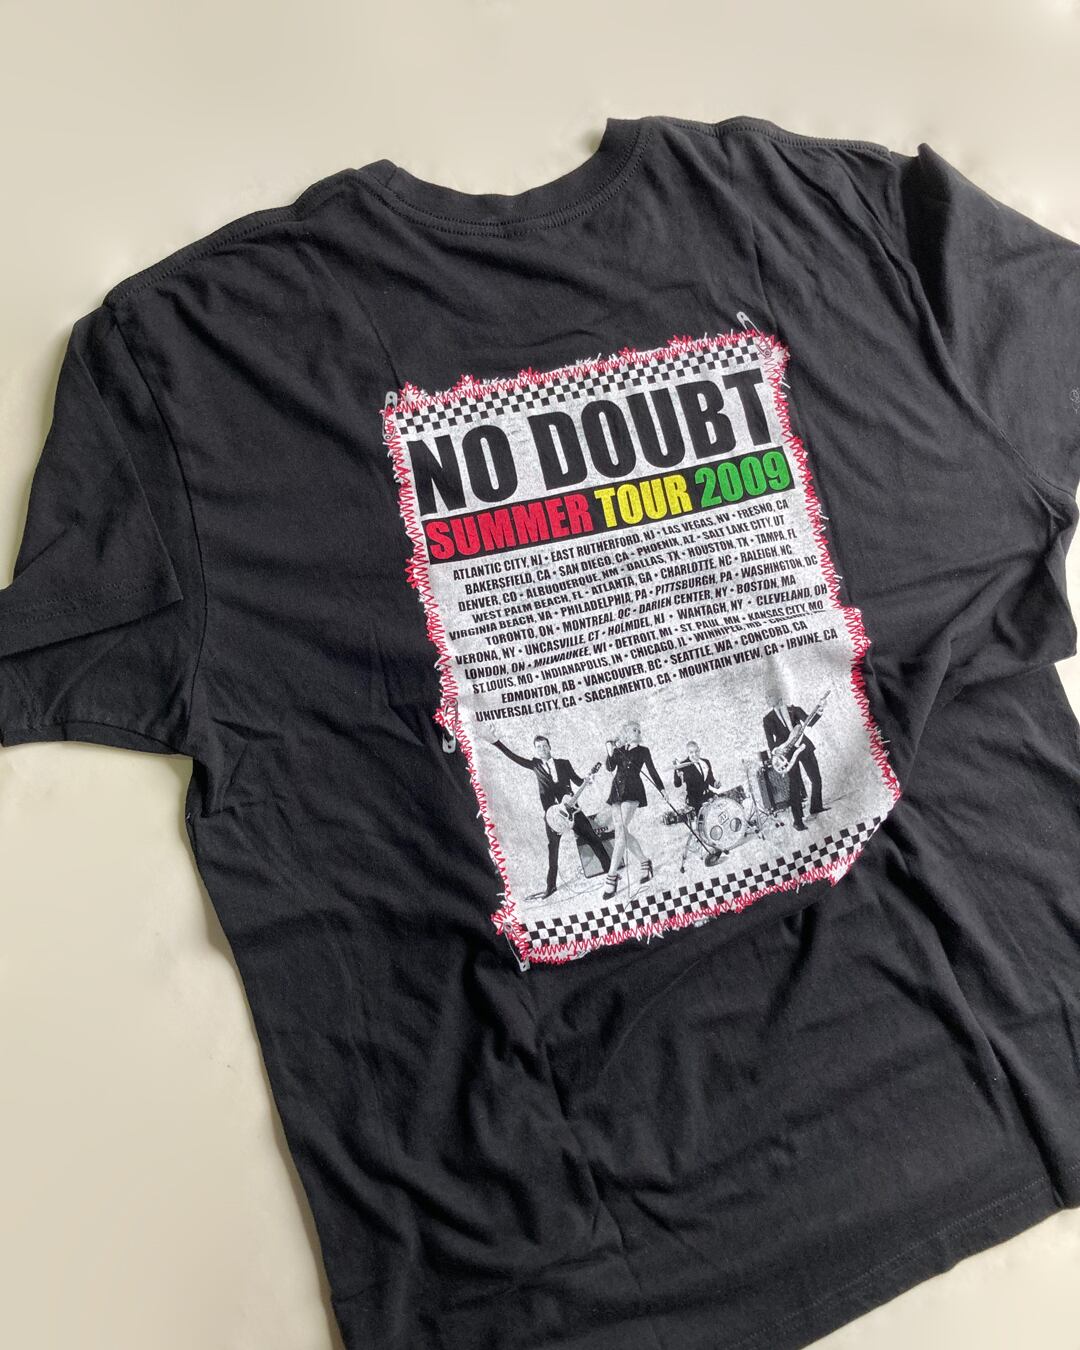 NO DOUBT
SUMMER TOUR 2009
ATLANTIC CITY, NJ • EAST RUTHERFORD, NJ • LAS VEGAS, NV • FRESNO, CA
BAKERSFIELD, CA • SAN DIEGO, CA • PHOENIX, AZ • SALT LAKE CITY, UT
DENVER, CO • ALBUQUERQUE, NM • DALLAS, TX • HOUSTON, TX • TAMPA, FL
WEST PALM BEACH, FL • ATLANTA, GA • CHARLOTTE, NC • RALEIGH, NC
VIRGINIA BEACH, VA • PHILADELPHIA, PA • PITTSBURGH, PA • WASHINGTON, DC
TORONTO, ON • MONTREAL, QC • DARIEN CENTER, NY • BOSTON, MA
VERONA, NY • UNCASVILLE, CT • HOLMDEL, NJ • WANTAGH, NY • CLEVELAND, OH
LONDON, ON • MILWAUKEE, WI • DETROIT, MI • ST. PAUL, MN • KANSAS CITY, MO
ST. LOUIS, MO • INDIANAPOLIS, IN • CHICAGO, IL • WINNIPEG, MB •
EDMONTON, AB • VANCOUVER, BC • SEATTLE, WA • CONCORD, CA
UNIVERSAL CITY, CA • SACRAMENTO, CA • MOUNTAIN VIEW, CA • IRVINE, CA